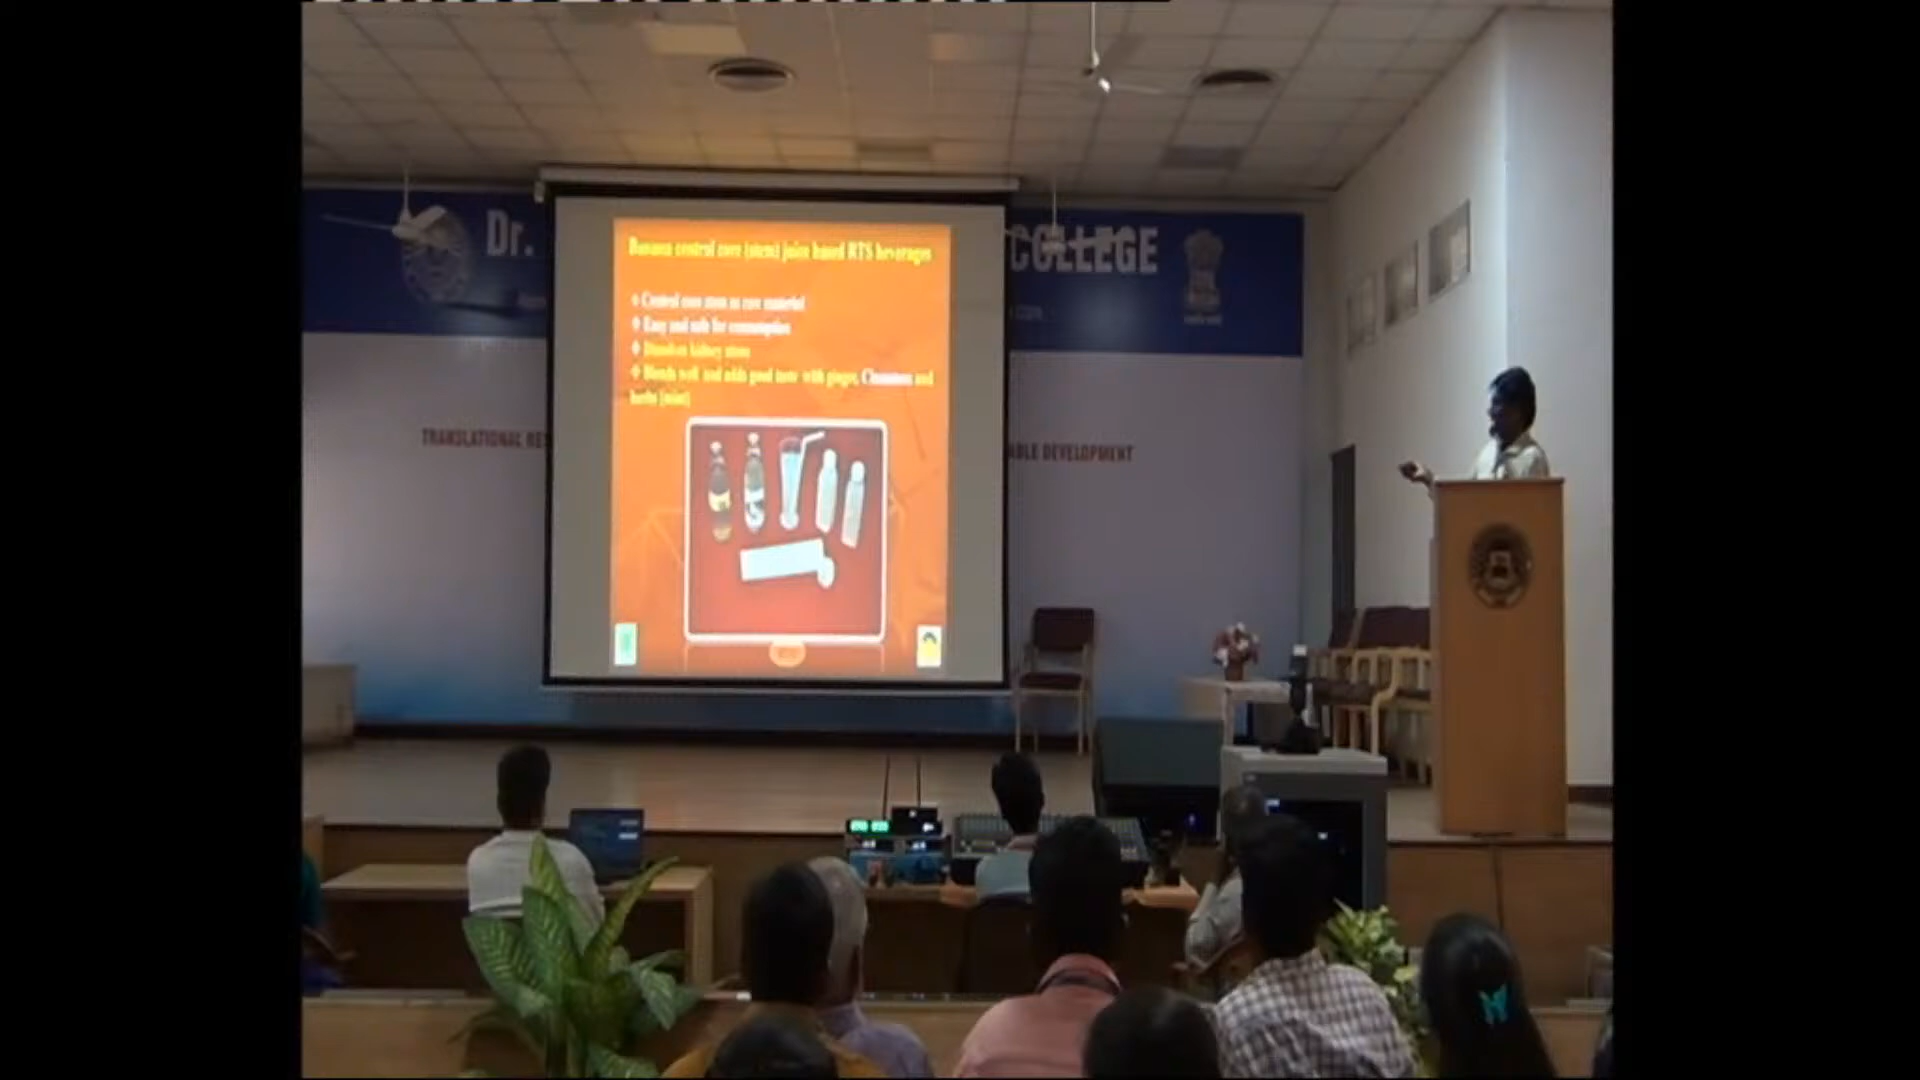 Dr.
COLLEGE
Banana central core (stem) juice based RTS beverages
Central core stem as raw material
Easy and safe for consumption
Dissolves kidney stone
Blends well and adds good taste with ginger, Cinnamon and
herbs (mint)
TRANSLATIONAL RES
ABLE DEVELOPMENT